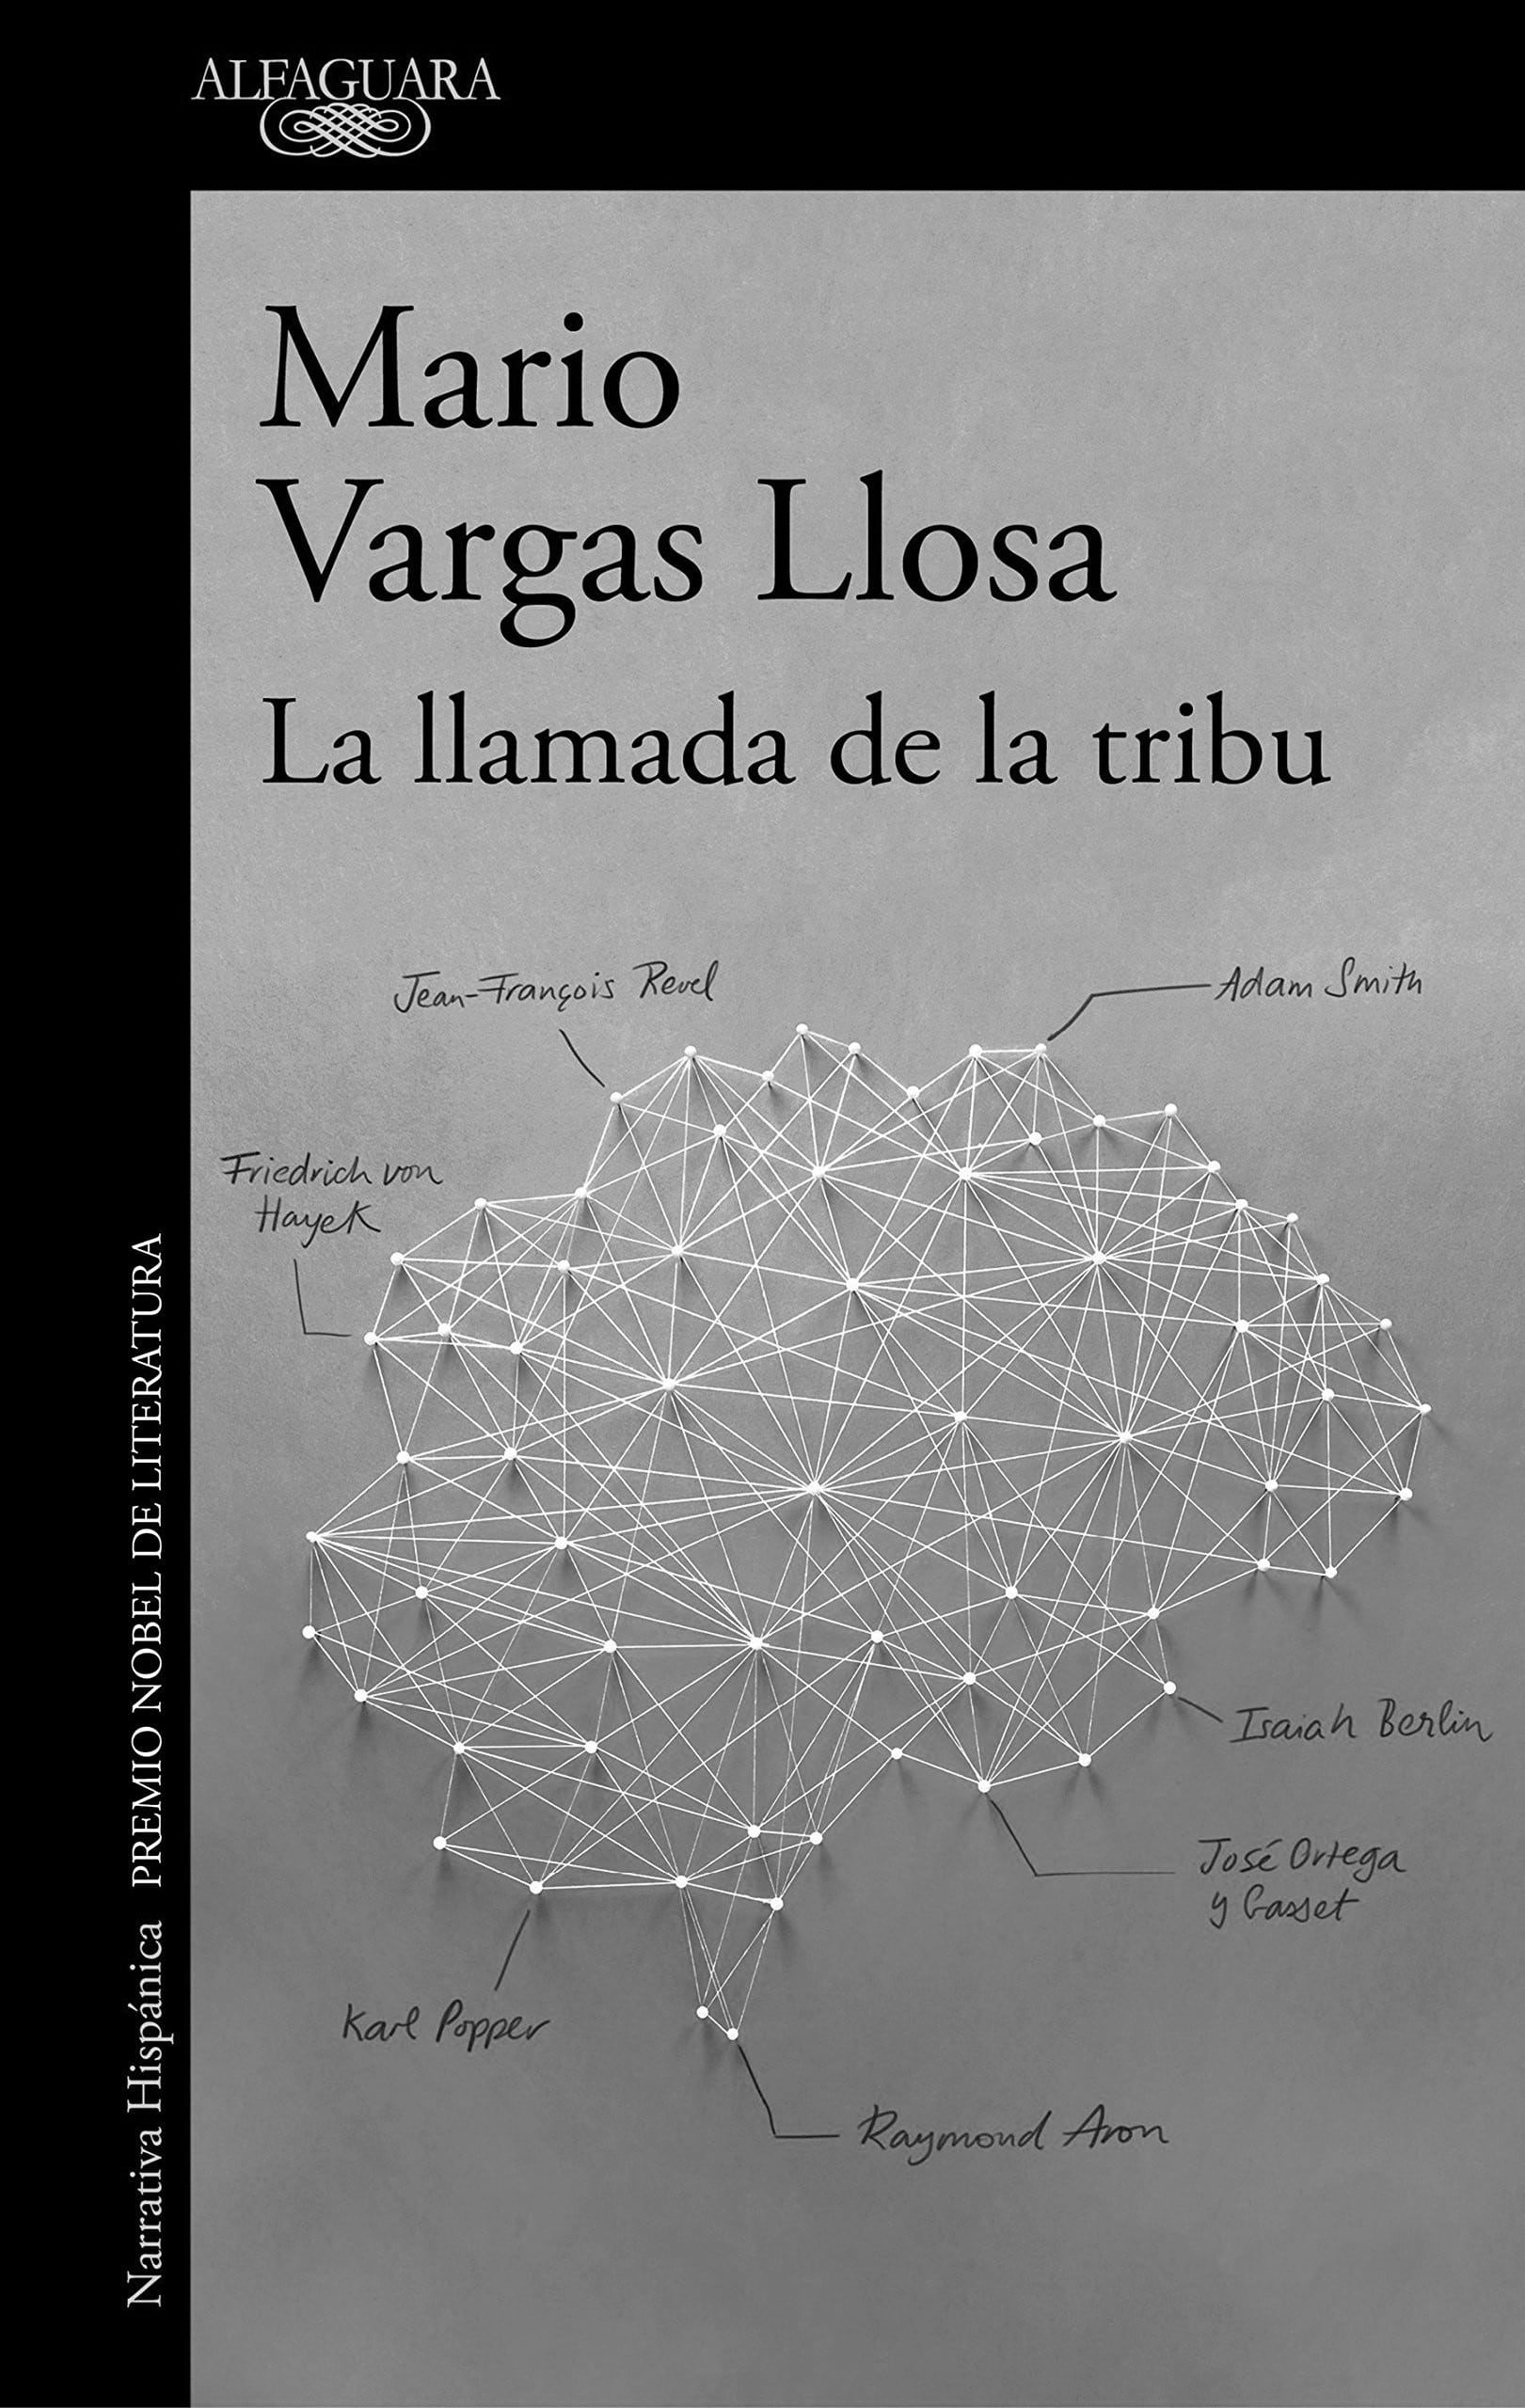 ALFAGUARA
Mario
Vargas Llosa
La llamada de la tribu
Jean-François Revel
Adam Smith
Friedrich von
Hayek
Isaiah Berlin
José Ortega
y Gasset
Karl Popper
Raymond Aron
Narrativa Hispánica PREMIO NOBEL DE LITERATURA